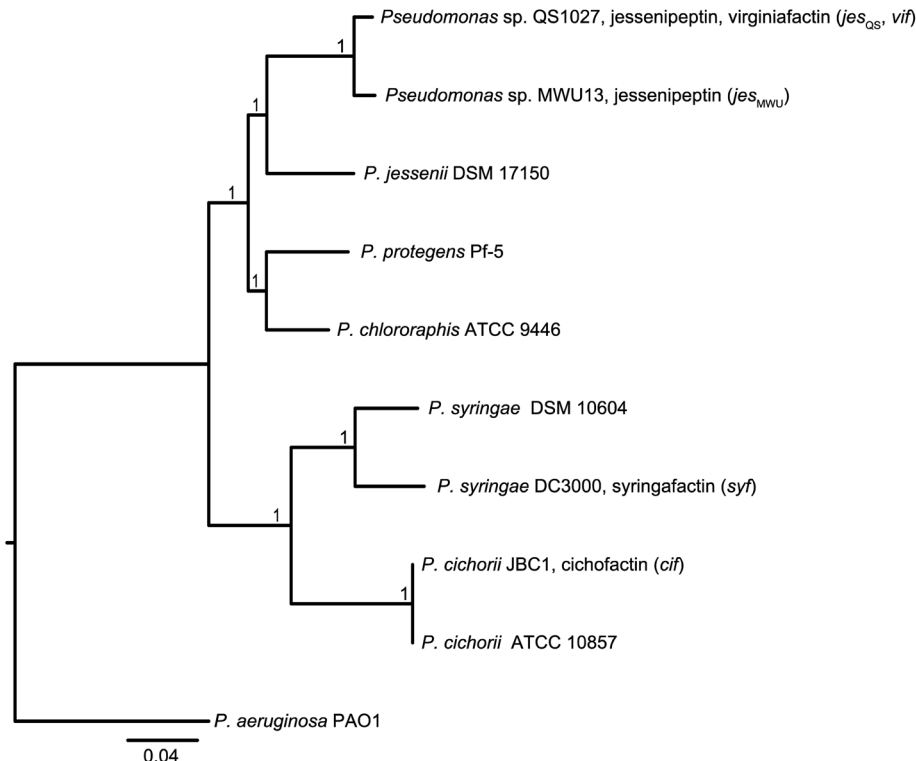 Pseudomonas sp. QS1027, jessenipeptin, virginiafactin (jesQS, vif)
1
Pseudomonas sp. MWU13, jessenipeptin (jesMWU)
1
P. jessenii DSM 17150
1
P. protegens Pf-5
1
P. chlororaphis ATCC 9446
P. syringae DSM 10604
1
P. syringae DC3000, syringafactin (syf)
1
P. cichorii JBC1, cichofactin (cif)
1
P. cichorii ATCC 10857
P. aeruginosa PAO1
0.04